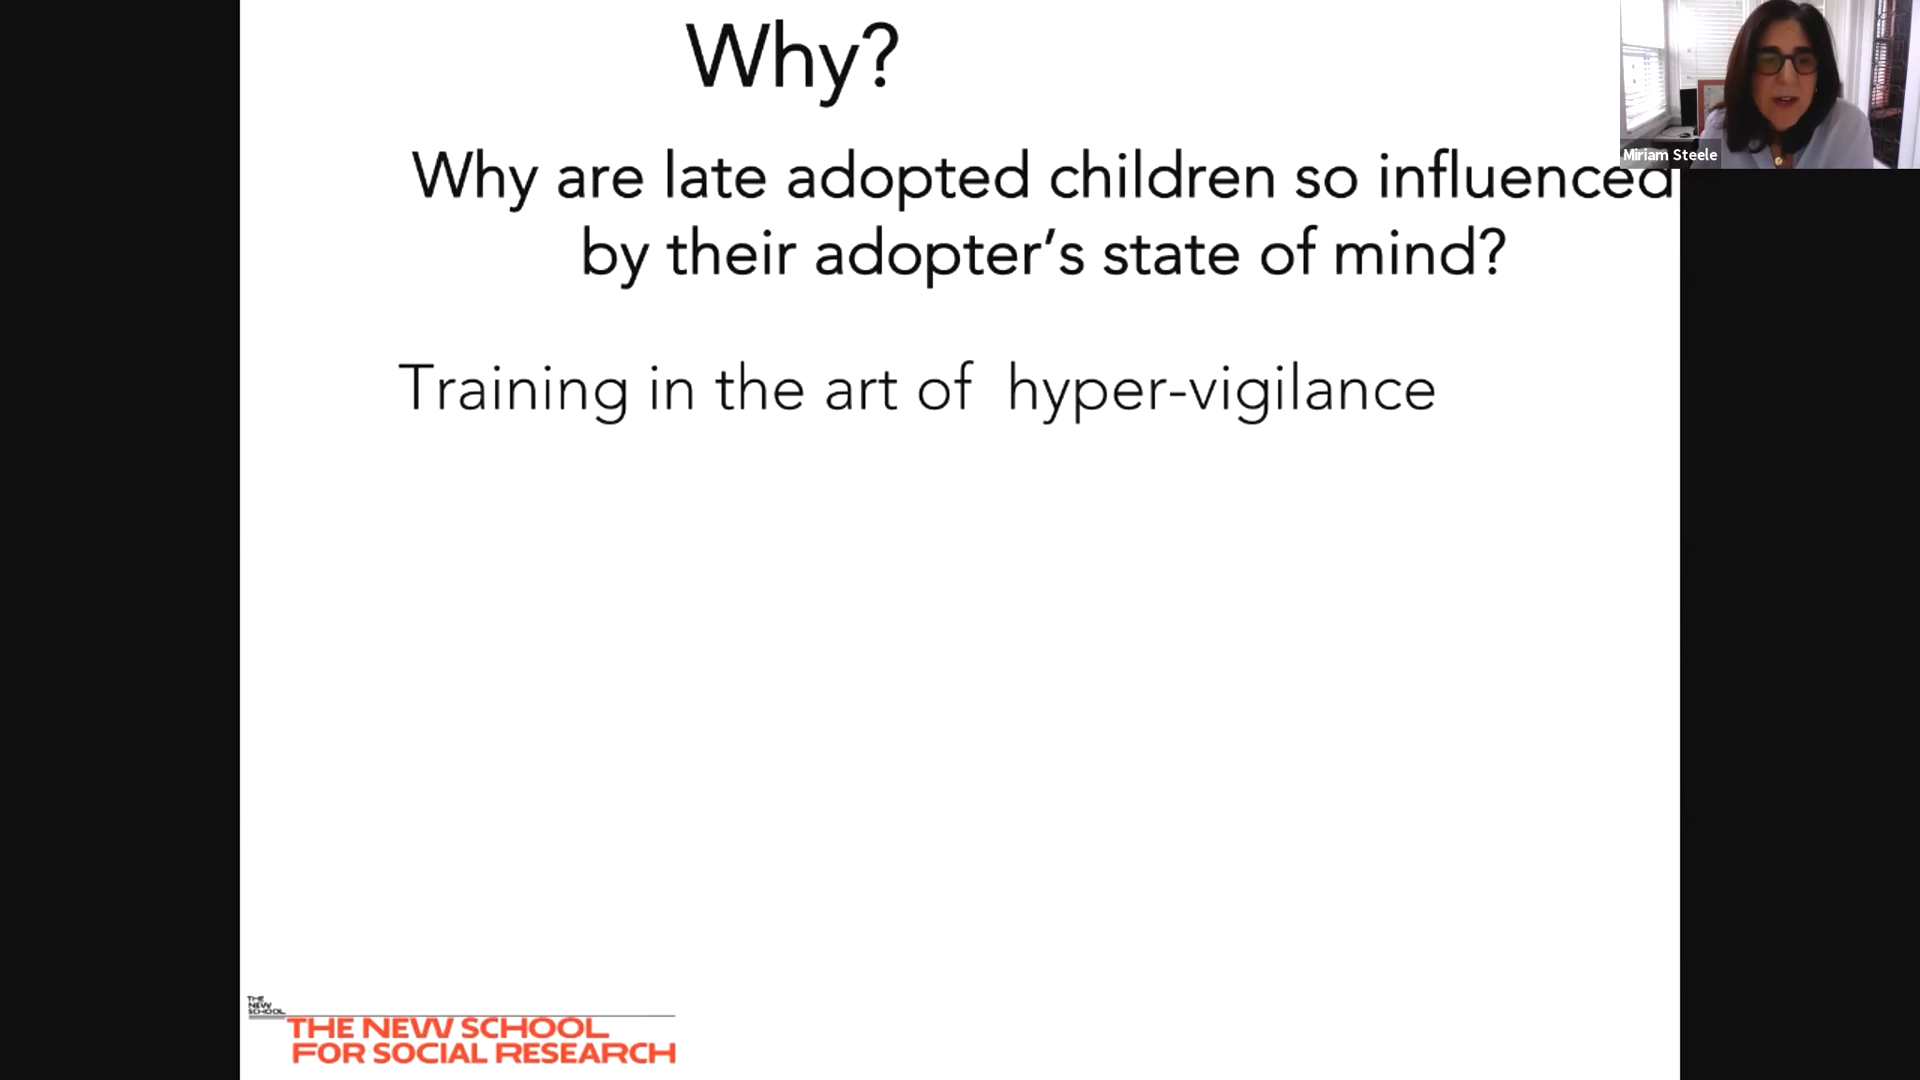 Why?
Miriam Steele
Why are late adopted children so influenced
by their adopter’s state of mind?
Training in the art of  hyper-vigilance
THE
NEW
SCHOOL
THE NEW SCHOOL
FOR SOCIAL RESEARCH